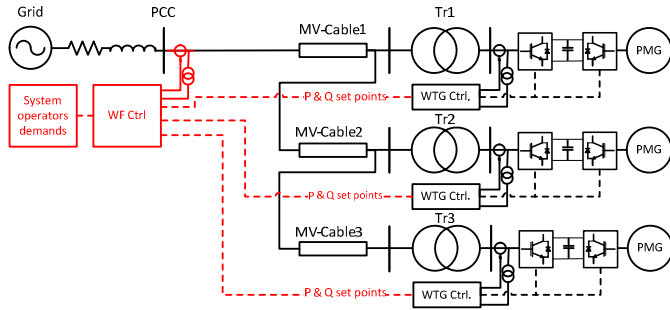 Grid
PCC
MV-Cable1
Tr1
PMG
System
operators
demands
WF Ctrl
P & Q set points
WTG Ctrl.
MV-Cable2
Tr2
PMG
P & Q set points
WTG Ctrl.
MV-Cable3
Tr3
PMG
P & Q set points
WTG Ctrl.